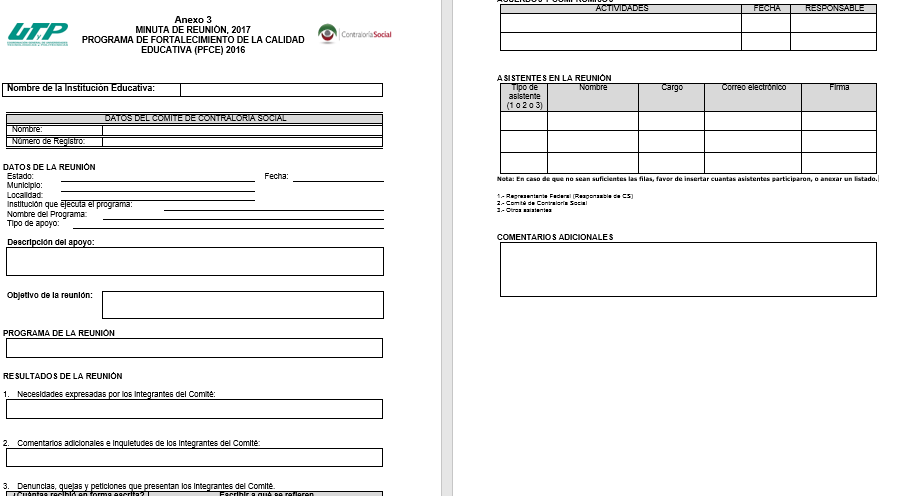 UTP
Anexo 3
MINUTA DE REUNIÓN, 2017
PROGRAMA DE FORTALECIMIENTO DE LA CALIDAD
EDUCATIVA (PFCE) 2016
ContraloríaSocial
Nombre de la Institución Educativa:
DATOS DEL COMITÉ DE CONTRALORÍA SOCIAL
Nombre:
Número de Registro:
DATOS DE LA REUNIÓN
Estado: Fecha:
Municipio:
Localidad:
Institución que ejecuta el programa:
Nombre del Programa:
Tipo de apoyo:
Descripción del apoyo:
Objetivo de la reunión:
PROGRAMA DE LA REUNIÓN
RESULTADOS DE LA REUNIÓN
1. Necesidades expresadas por los integrantes del Comité:
2. Comentarios adicionales e inquietudes de los integrantes del Comité:
3. Denuncias, quejas y peticiones que presentan los integrantes del Comité.
¿Cuántas recibió en forma escrita? Escribir a qué se refieren
ACUERDOS Y COMPROMISOS
ACTIVIDADES FECHA RESPONSABLE
ASISTENTES EN LA REUNIÓN
Tipo de asistente (1 o 2 o 3) Nombre Cargo Correo electrónico Firma
Nota: En caso de que no sean suficientes las filas, favor de insertar cuantas asistentes participaron, o anexar un listado.
1.- Representante Federal (Responsable de CS)
2.- Comité de Contraloría Social
3.- Otros asistentes
COMENTARIOS ADICIONALES